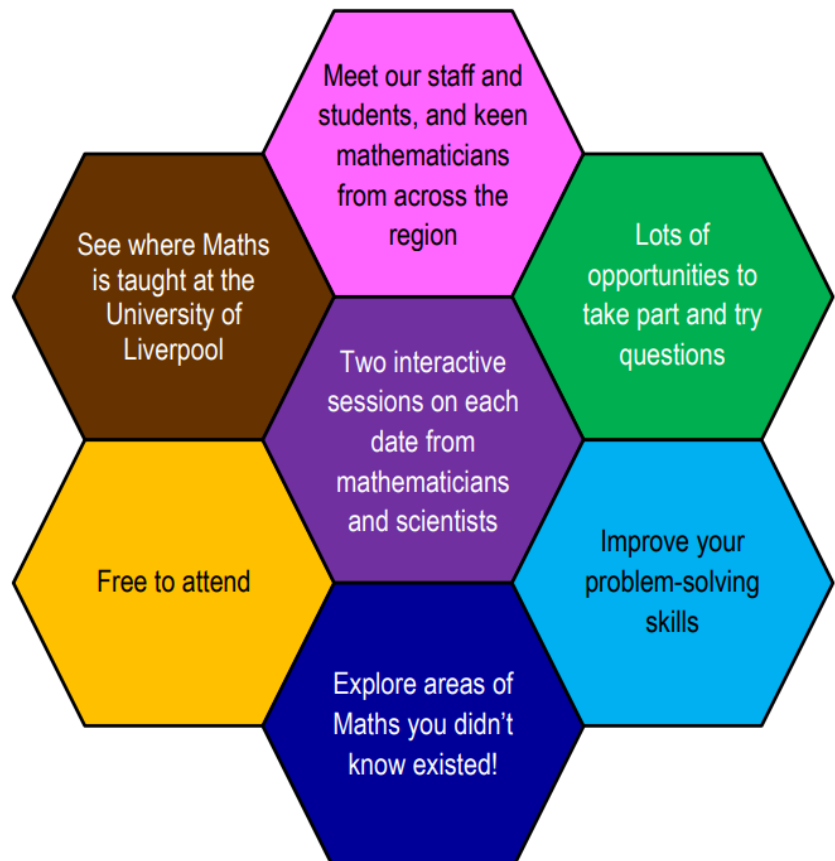 Meet our staff and
students, and keen
mathematicians
from across the
region
See where Maths
is taught at the
University of
Liverpool
Lots of
opportunities to
take part and try
questions
Two interactive
sessions on each
date from
mathematicians
and scientists
Free to attend
Improve your
problem-solving
skills
Explore areas of
Maths you didn’t
know existed!